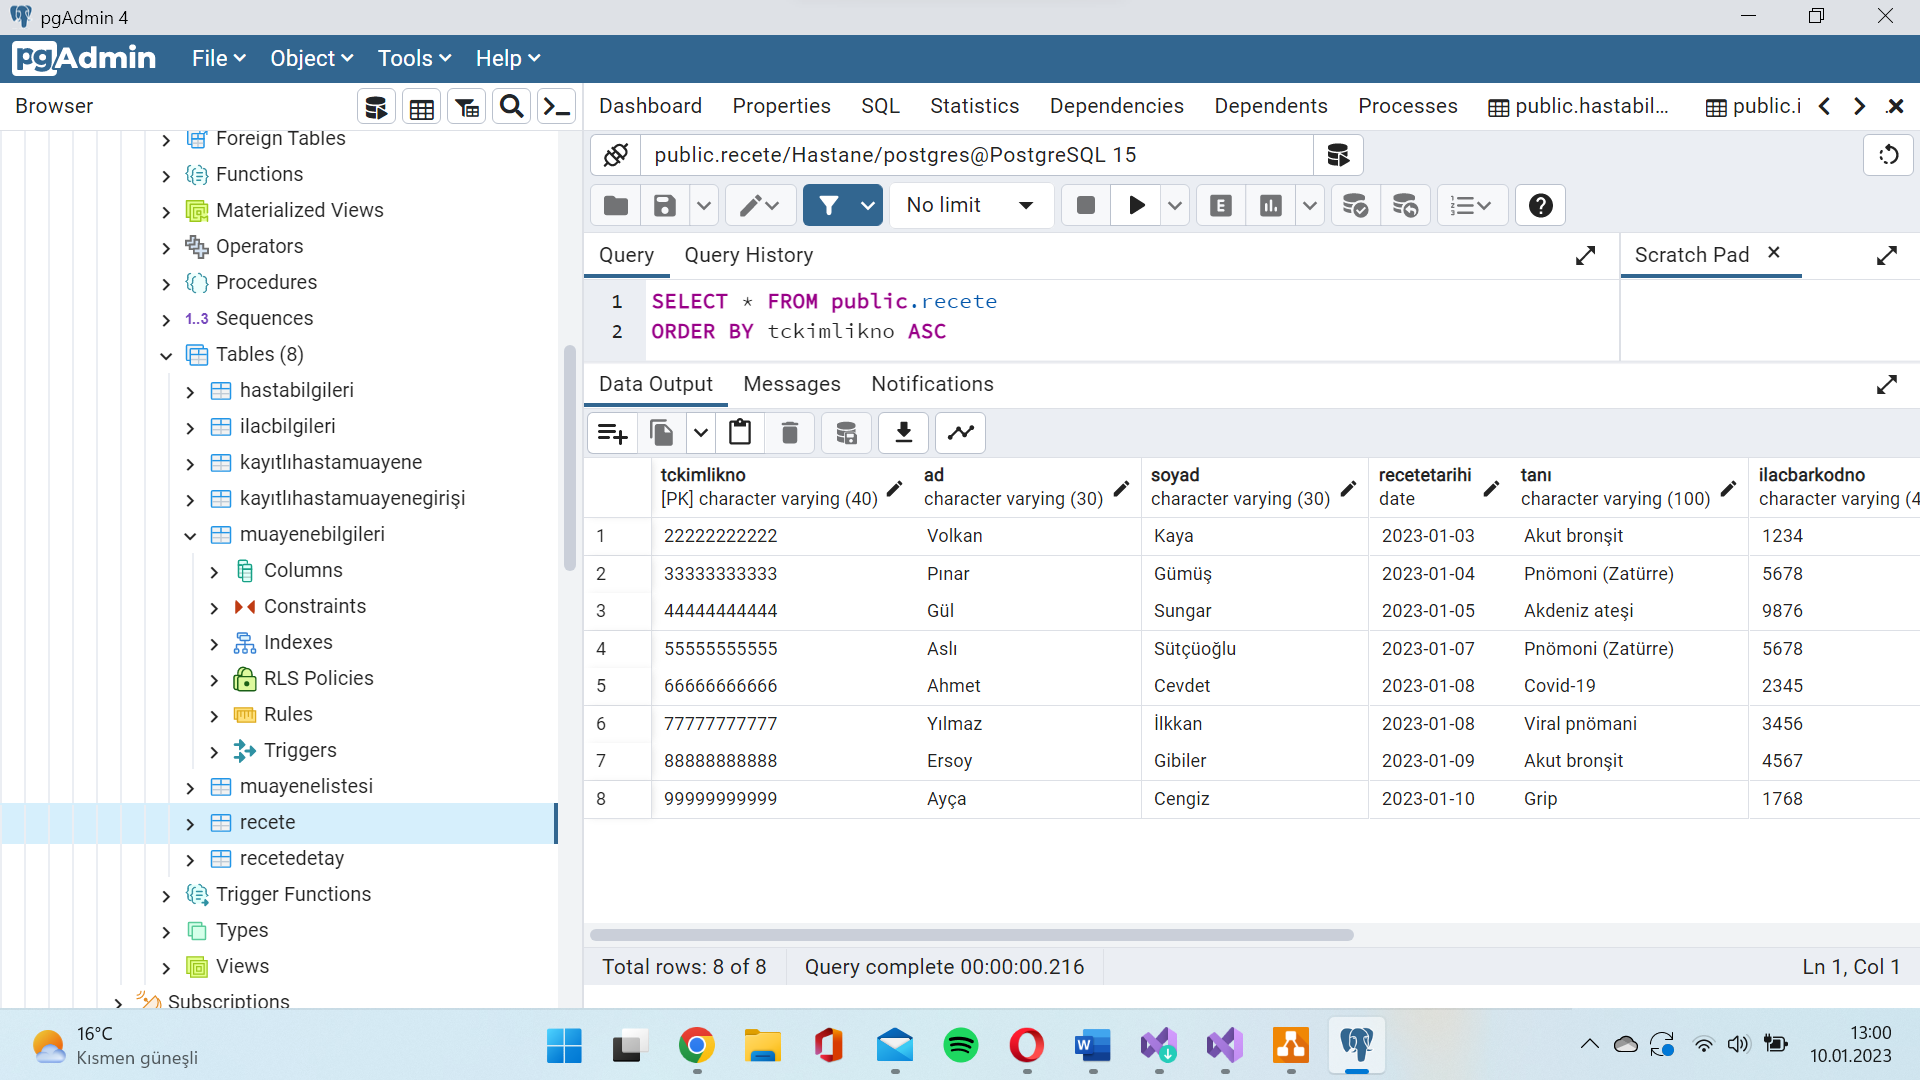 pgAdmin 4
pgAdmin File Object Tools Help
Browser
Foreign Tables
Functions
Materialized Views
Operators
Procedures
1..3 Sequences
Tables (8)
hastabilgileri
ilacbilgileri
kayıtlıhastamuayene
kayıtlıhastamuayenegirişi
muayenebilgileri
Columns
Constraints
Indexes
RLS Policies
Rules
Triggers
muayenelistesi
recete
recetedetay
Trigger Functions
Types
Views
Subscriptions
Dashboard Properties SQL Statistics Dependencies Dependents Processes public.hastabil... public.i
public.recete/Hastane/postgres@PostgreSQL 15
No limit
Query Query History
Scratch Pad
1 SELECT * FROM public.recete
2 ORDER BY tckimlikno ASC
Data Output Messages Notifications
tckimlikno ad soyad recetetarihi tanı ilacbarkodno
[PK] character varying (40) character varying (30) character varying (30) date character varying (100) character varying (4
1 22222222222 Volkan Kaya 2023-01-03 Akut bronşit 1234
2 33333333333 Pınar Gümüş 2023-01-04 Pnömoni (Zatürre) 5678
3 44444444444 Gül Sungar 2023-01-05 Akdeniz ateşi 9876
4 55555555555 Aslı Sütçüoğlu 2023-01-07 Pnömoni (Zatürre) 5678
5 66666666666 Ahmet Cevdet 2023-01-08 Covid-19 2345
6 77777777777 Yılmaz İlkkan 2023-01-08 Viral pnömani 3456
7 88888888888 Ersoy Gibiler 2023-01-09 Akut bronşit 4567
8 99999999999 Ayça Cengiz 2023-01-10 Grip 1768
Total rows: 8 of 8 Query complete 00:00:00.216 Ln 1, Col 1
16°C
Kısmen güneşli
13:00
10.01.2023